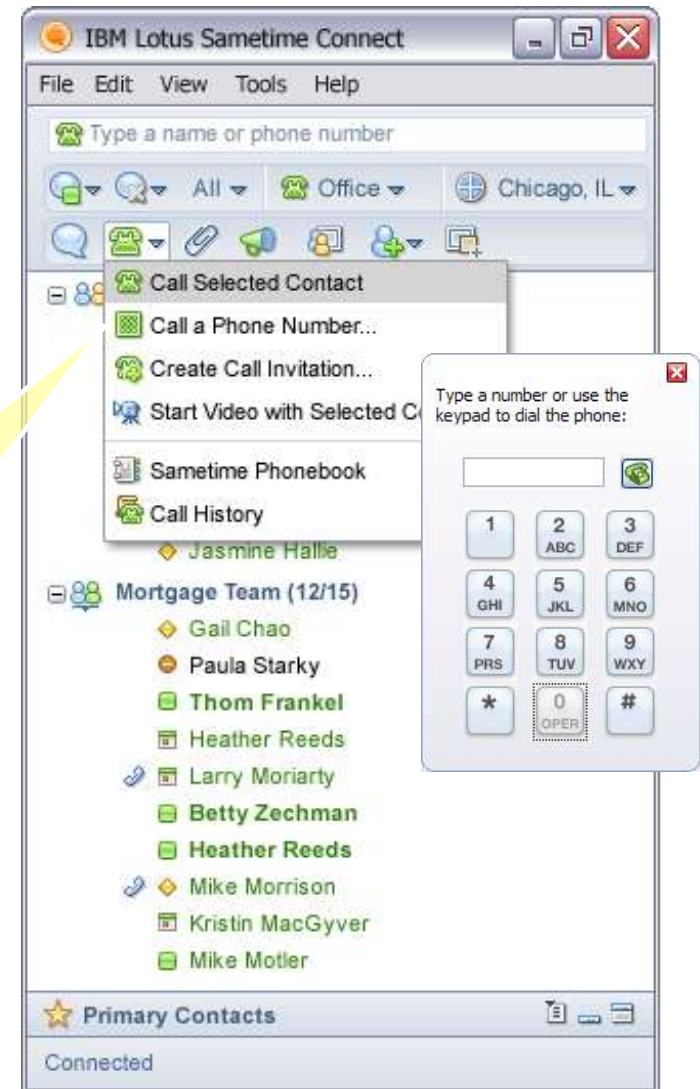 IBM Lotus Sametime Connect
File Edit View Tools Help
Type a name or phone number
All Office Chicago, IL
Call Selected Contact
Call a Phone Number...
Create Call Invitation...
Start Video with Selected C
Sametime Phonebook
Call History
Type a number or use the
keypad to dial the phone:
1 2 3
ABC DEF
4 5 6
GHI JKL MNO
7 8 9
PRS TUV WXY
* 0 #
OPER
Jasmine Hallie
Mortgage Team (12/15)
Gail Chao
Paula Starky
Thom Frankel
Heather Reeds
Larry Moriarty
Betty Zechman
Heather Reeds
Mike Morrison
Kristin MacGyver
Mike Motler
Primary Contacts
Connected